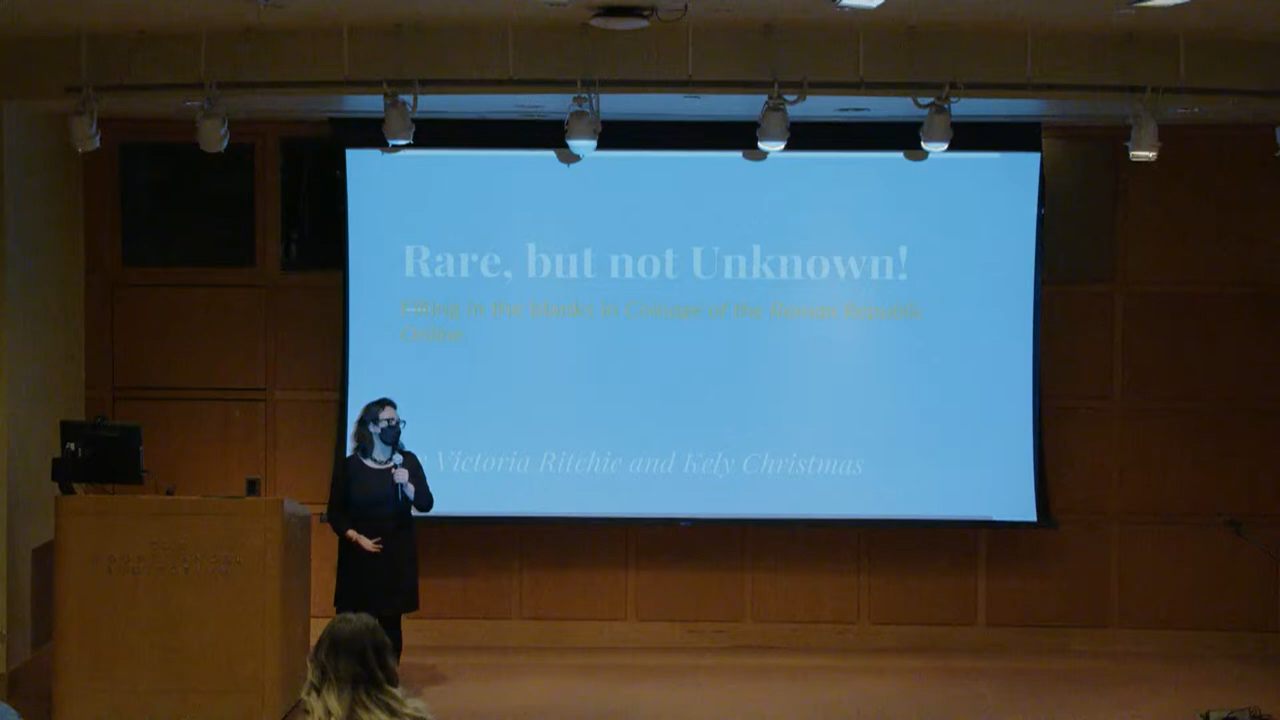 Rare, but not Unknown!
Filling in the blanks in Coinage of the Roman Republic
Online
Victoria Ritchie and Kely Christmas